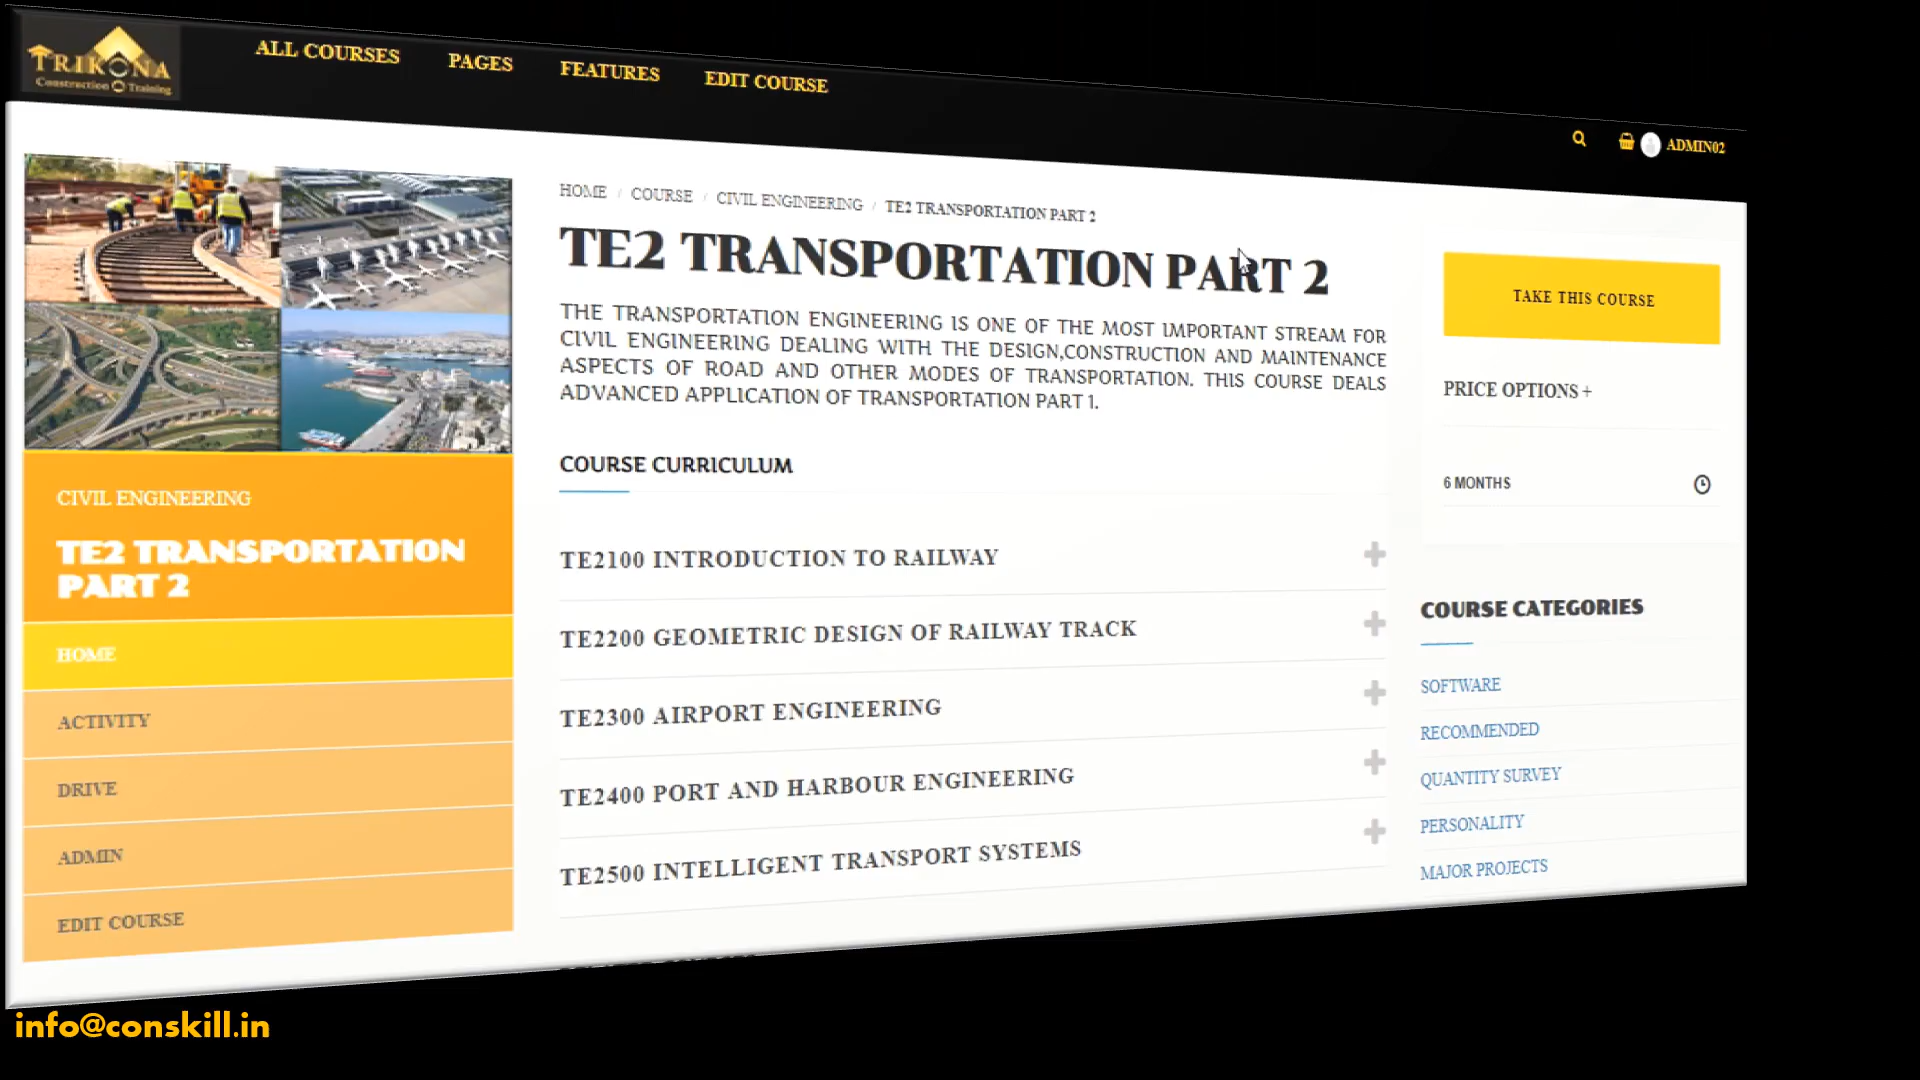 TRIKONA
Construction Training
ALL COURSES
PAGES
FEATURES
EDIT COURSE
ADMIN02
HOME / COURSE / CIVIL ENGINEERING / TE2 TRANSPORTATION PART 2
TE2 TRANSPORTATION PART 2
THE TRANSPORTATION ENGINEERING IS ONE OF THE MOST IMPORTANT STREAM FOR
CIVIL ENGINEERING DEALING WITH THE DESIGN,CONSTRUCTION AND MAINTENANCE
ASPECTS OF ROAD AND OTHER MODES OF TRANSPORTATION. THIS COURSE DEALS
ADVANCED APPLICATION OF TRANSPORTATION PART 1.
COURSE CURRICULUM
TE2100 INTRODUCTION TO RAILWAY
TE2200 GEOMETRIC DESIGN OF RAILWAY TRACK
TE2300 AIRPORT ENGINEERING
TE2400 PORT AND HARBOUR ENGINEERING
TE2500 INTELLIGENT TRANSPORT SYSTEMS
CIVIL ENGINEERING
TE2 TRANSPORTATION
PART 2
HOME
ACTIVITY
DRIVE
ADMIN
EDIT COURSE
TAKE THIS COURSE
PRICE OPTIONS +
6 MONTHS
COURSE CATEGORIES
SOFTWARE
RECOMMENDED
QUANTITY SURVEY
PERSONALITY
MAJOR PROJECTS
info@conskill.in